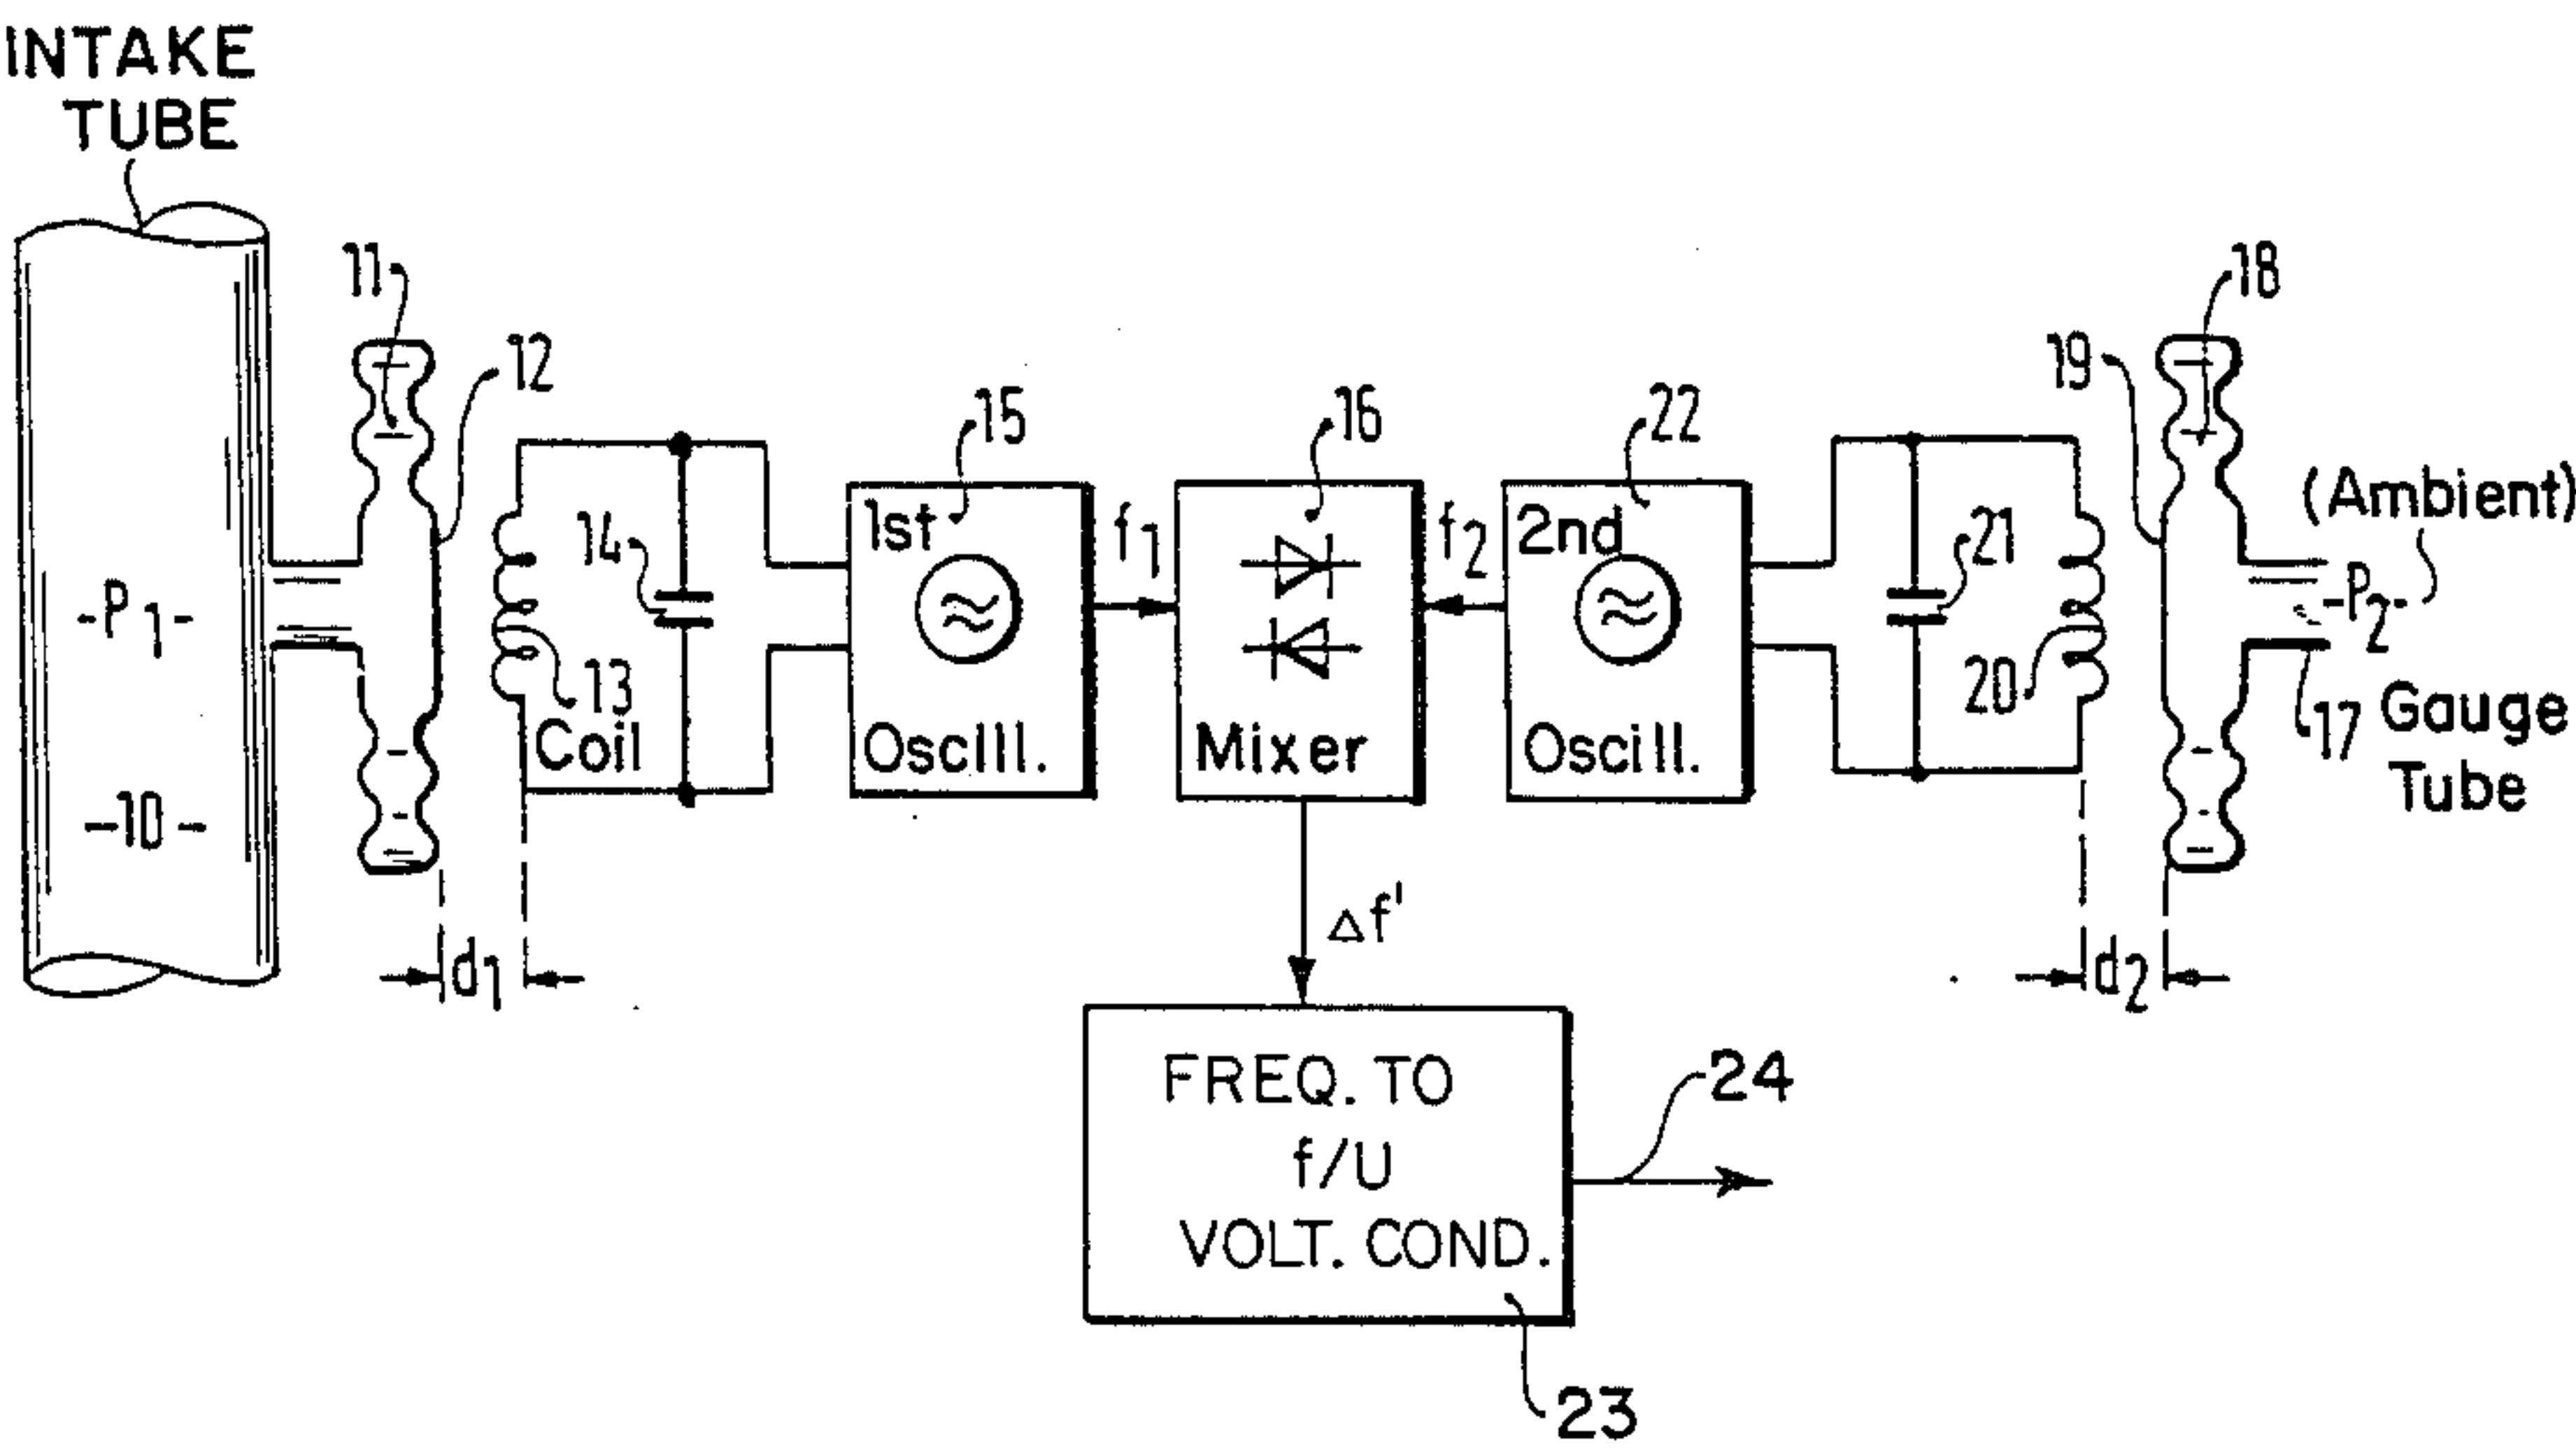 INTAKE
TUBE
11
12
18
19
15
16
22
(Ambient)
14
1st
f1
f2
2nd
21
-P1-
-P2-
13
20
Coil
Oscill.
Mixer
Oscill.
17
Gauge
Tube
-10-
Δf'
d1
d2
FREQ. TO
f/U
VOLT. COND.
24
23